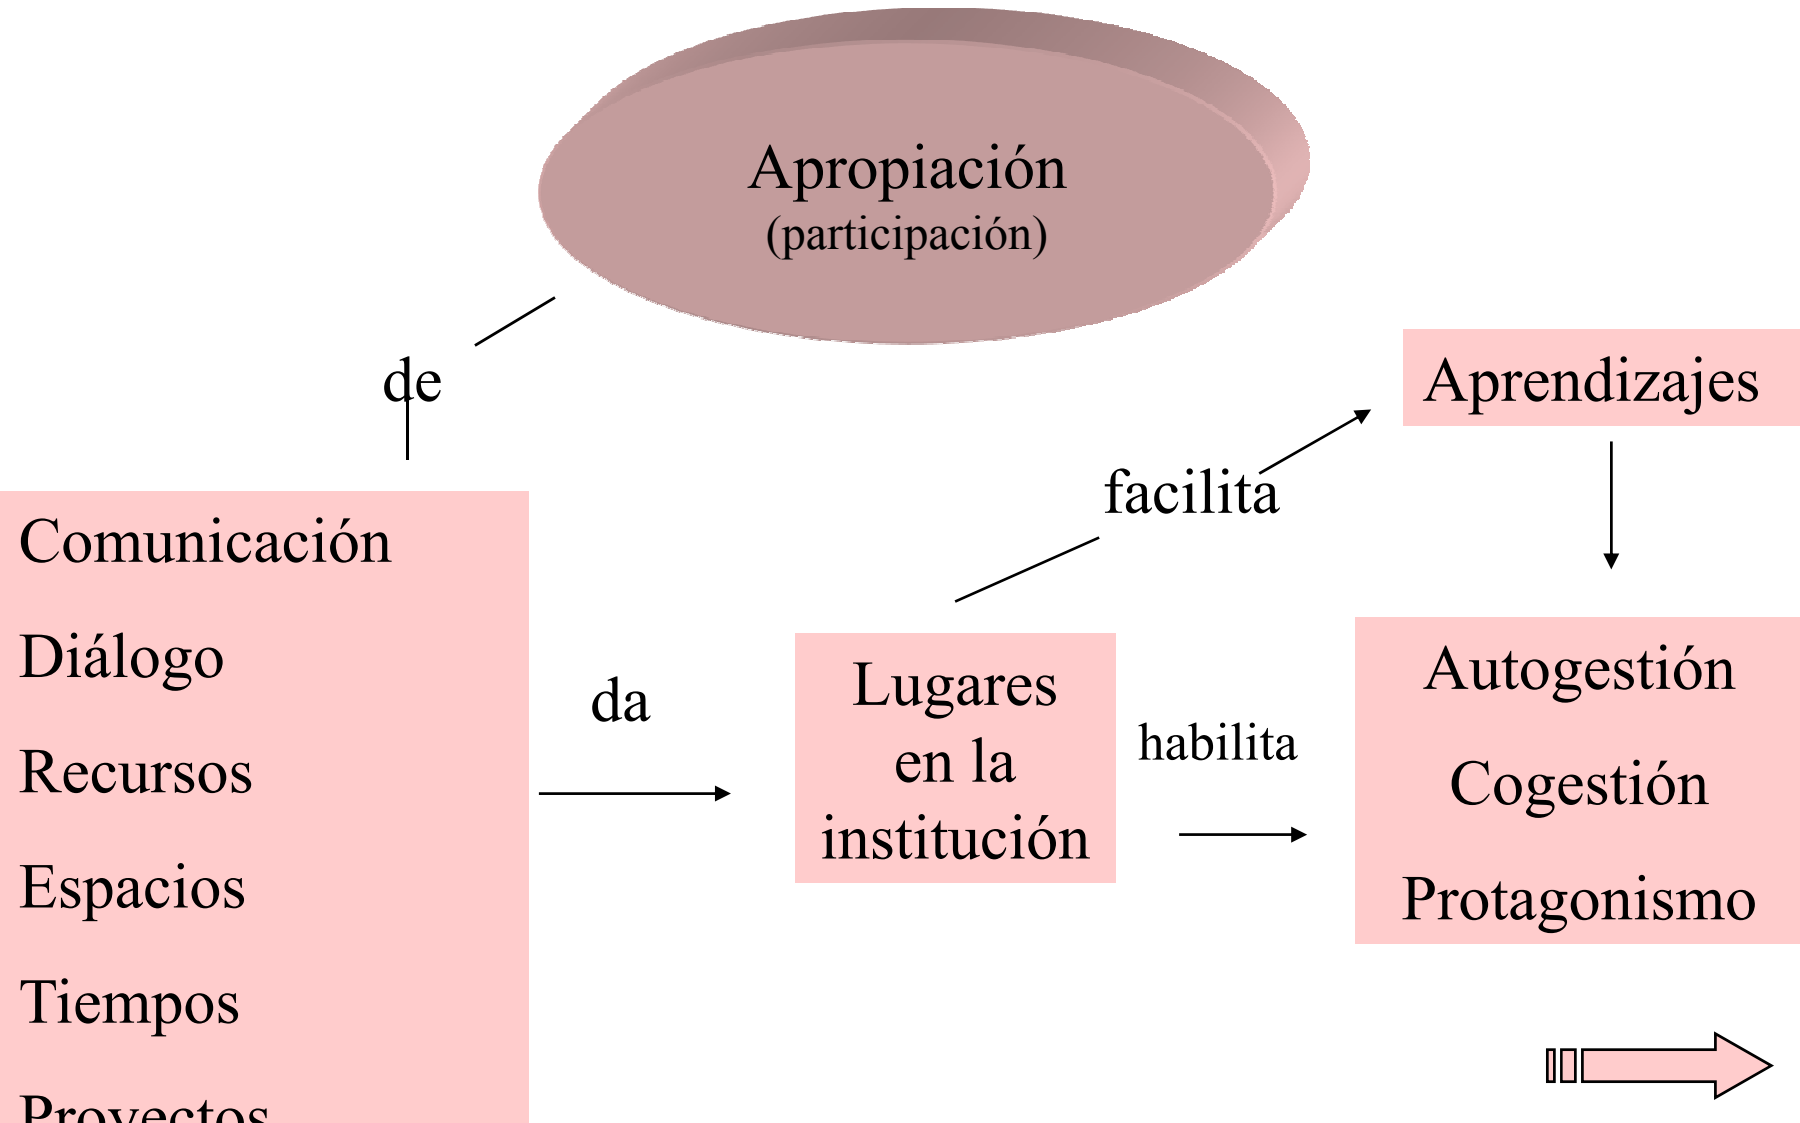 Apropiación
(participación)
de
Aprendizajes
facilita
Comunicación
Diálogo
Recursos
Espacios
Tiempos
Proyectos
da
Lugares
en la
institución
habilita
Autogestión
Cogestión
Protagonismo